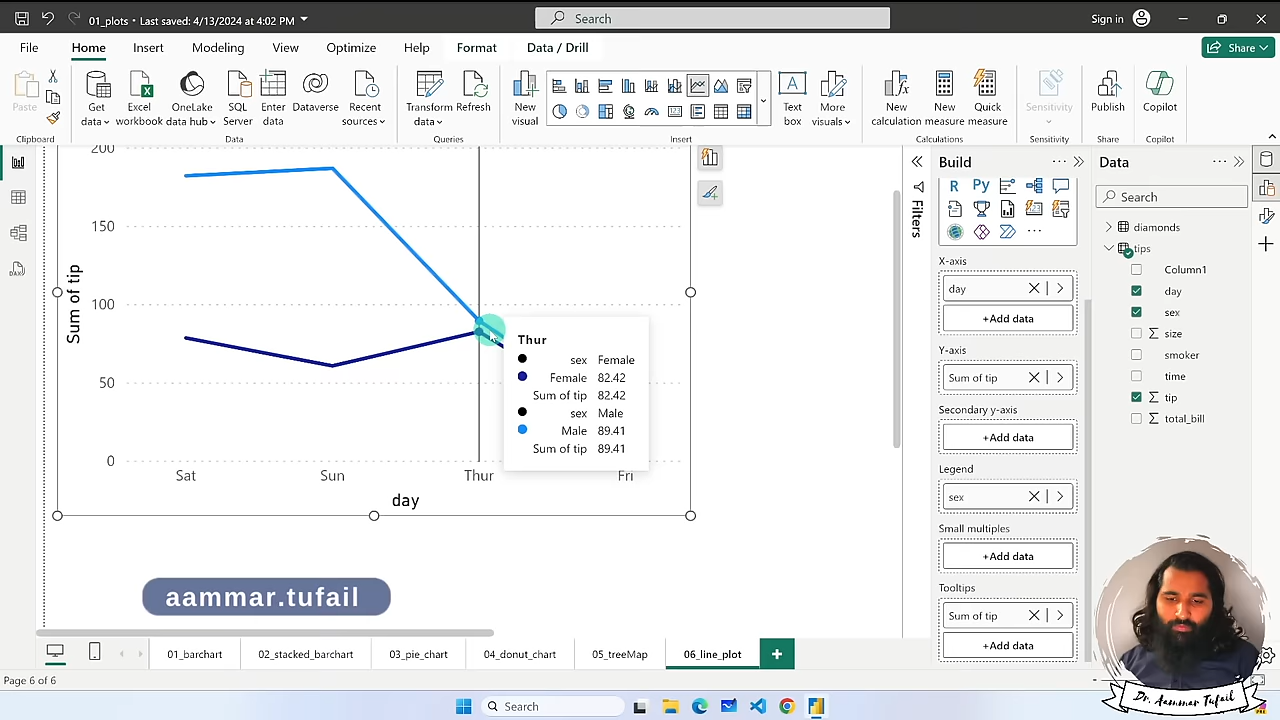 01_plots • Last saved: 4/13/2024 at 4:02 PM
Search
Sign in
File
Home
Insert
Modeling
View
Optimize
Help
Format
Data / Drill
Share
Paste
Get data
Excel workbook
OneLake data hub
SQL Server
Enter data
Dataverse
Recent sources
Transform data
Refresh
New visual
Text box
More visuals
New calculation
New measure
Quick measure
Sensitivity
Publish
Copilot
Clipboard
Data
Queries
Insert
Calculations
Sensitivity
Share
Copilot
200
150
100
50
0
Sum of tip
Sat
Sun
Thur
Fri
day
Thur
sex Female
Female 82.42
Sum of tip 82.42
sex Male
Male 89.41
Sum of tip 89.41
aammar.tufail
Filters
Build
R Py
X-axis
day
+Add data
Y-axis
Sum of tip
Secondary y-axis
+Add data
Legend
sex
Small multiples
+Add data
Tooltips
Sum of tip
+Add data
Data
Search
diamonds
tips
Column1
day
sex
size
smoker
time
tip
total_bill
01_barchart
02_stacked_barchart
03_pie_chart
04_donut_chart
05_treeMap
06_line_plot
Page 6 of 6
Search
Dr. Aammar Tufail